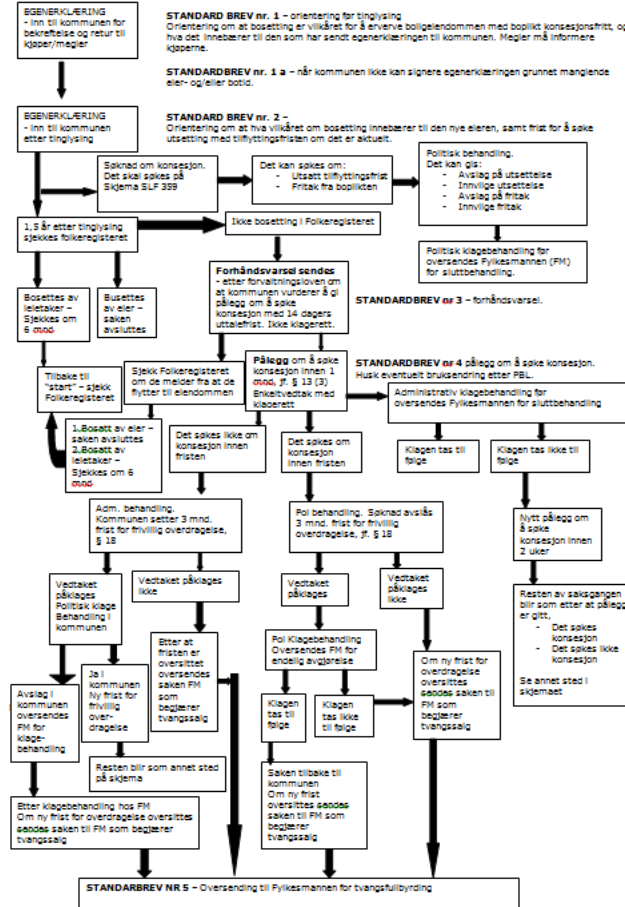 EGENERKLÆRING
- inn til kommunen for
bekreftelse og retur til
kjøper/megler
STANDARD BREV nr. 1 – orientering før tinglysing
Orientering om at bosetting er vilkåret for å erverve boligeiendommen med boplikt konsesjonsfritt, og
hva det innebærer til den som har sendt egenerklæringen til kommunen. Megler må informere
kjøperne.
STANDARDBREV nr. 1 a – når kommunen ikke kan signere egenerklæringen grunnet manglende
eier- og/eller botid.
EGENERKLÆRING
- inn til kommunen
etter tinglysing
STANDARD BREV nr. 2 –
Orientering om at hva vilkåret om bosetting innebærer til den nye eieren, samt frist for å søke
utsetting med tilflyttingsfristen om det er aktuelt.
Søknad om konsesjon.
Det skal søkes på
Skjema SLF 359
Det kan søkes om:
- Utsatt tilflyttingsfrist
- Fritak fra boplikten
Politisk behandling.
Det kan gis:
- Avslag på utsettelse
- Innvilge utsettelse
- Avslag på fritak
- Innvilge fritak
1,5 år etter tinglysing
sjekkes folkeregisteret
Ikke bosetting i Folkeregisteret
Politisk klagebehandling før
oversendes Fylkesmannen (FM)
for sluttbehandling.
Forhåndsvarsel sendes
- etter forvaltningsloven om
at kommunen vurderer å gi
pålegg om å søke
konsesjon med 14 dagers
uttalefrist. Ikke klagerett.
STANDARDBREV nr 3 – forhåndsvarsel.
Bosettes av
leietaker –
Sjekkes om
6 mnd.
Busettes
av eier –
saken
avsluttes
Tilbake til
"start" – sjekk
Folkeregisteret
Sjekk Folkeregisteret
om de melder fra at de
flytter til eiendommen
Pålegg om å søke
konsesjon innen 1
mnd, jf. § 13 (3)
Enkeltvedtak med
klagerett
STANDARDBREV nr 4 pålegg om å søke konsesjon.
Husk eventuelt bruksendring etter PBL.
Administrativ klagebehandling før
oversendes Fylkesmannen for sluttbehandling
1.Bosatt av eier –
saken avsluttes
2.Bosatt av
leietaker –
Sjekkes om 6
mnd
Det søkes ikke om
konsesjon innen
fristen
Det søkes om
konsesjon
innen fristen
Klagen tas til
følge
Klagen tas ikke til
følge
Adm. behandling.
Kommunen setter 3 mnd.
frist for frivillig overdragelse,
§ 18
Pol behandling. Søknad avslås
3 mnd. frist for frivillig
overdragelse, jf. § 18
Nytt pålegg om
å søke
konsesjon innen
2 uker
Vedtaket
påklages
Politisk klage
Behandling i
kommunen
Vedtaket påklages
ikke
Vedtaket
påklages
Vedtaket
påklages
ikke
Resten av saksgangen
blir som etter at pålegg
er gitt,
- Det søkes
konsesjon
- Det søkes ikke
konsesjon
Se annet sted i
skjemaet
Etter at
fristen er
oversittet
oversendes
saken FM
som
begjærer
tvangssalg
Pol Klagebehandling
Oversendes FM for
endelig avgjørelse
Om ny frist for
overdragelse
oversittes
sendes saken til
FM som
begjærer
tvangssalg
Avslag i
kommunen
oversendes
FM for
klage-
behandling
Ja i
kommunen
Ny frist for
frivillig
over-
dragelse
Klagen
tas til
følge
Klagen
tas ikke
til følge
Resten blir som annet sted
på skjema
Saken tilbake til
kommunen
Om ny frist
oversittes sendes
saken til FM som
begjærer
tvangssalg
Etter klagebehandling hos FM
Om ny frist for overdragelse oversittes
sendes saken til FM som begjærer
tvangssalg
STANDARBREV NR 5 – Oversending til Fylkesmannen for tvangsfullbyrding